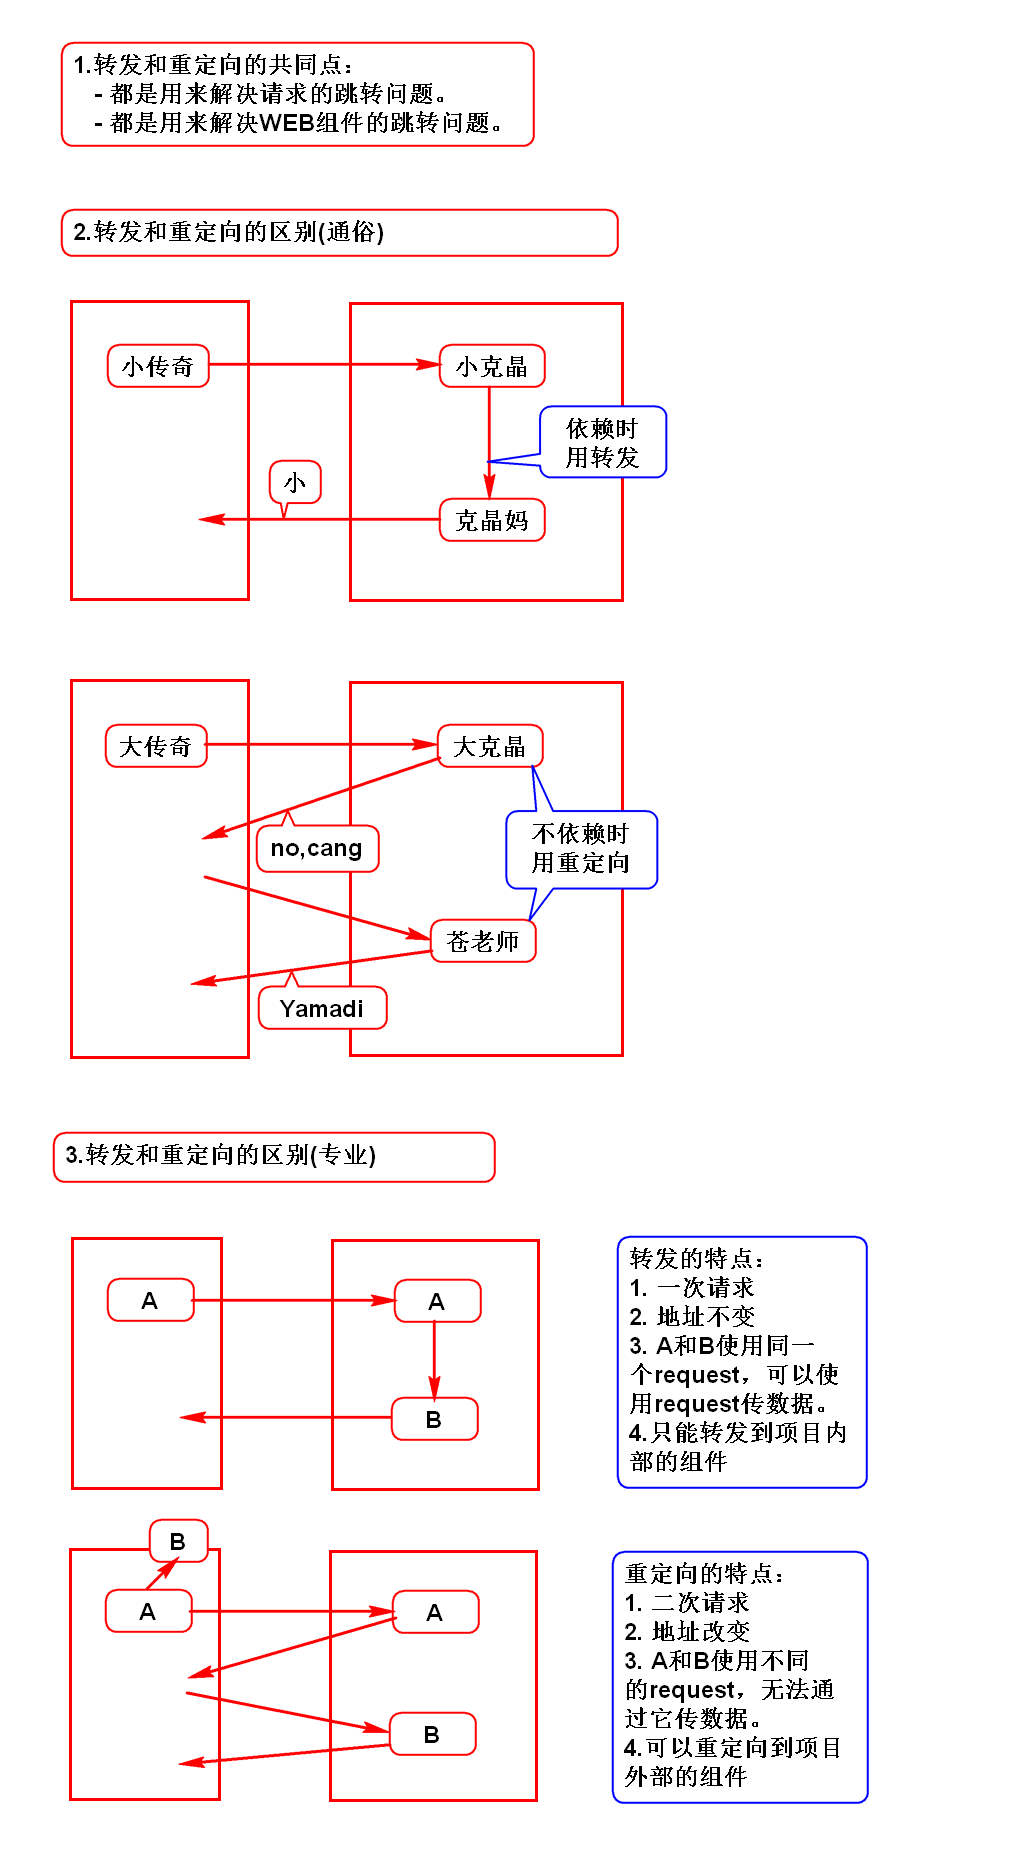 1.转发和重定向的共同点：
- 都是用来解决请求的跳转问题。
- 都是用来解决WEB组件的跳转问题。
2.转发和重定向的区别(通俗)
小传奇
小克晶
依赖时
用转发
小
克晶妈
大传奇
大克晶
不依赖时
用重定向
no,cang
苍老师
Yamadi
3.转发和重定向的区别(专业)
A
A
B
转发的特点：
1. 一次请求
2. 地址不变
3. A和B使用同一
个request，可以使
用request传数据。
4.只能转发到项目内
部的组件
B
A
A
B
重定向的特点：
1. 二次请求
2. 地址改变
3. A和B使用不同
的request，无法通
过它传数据。
4.可以重定向到项目
外部的组件